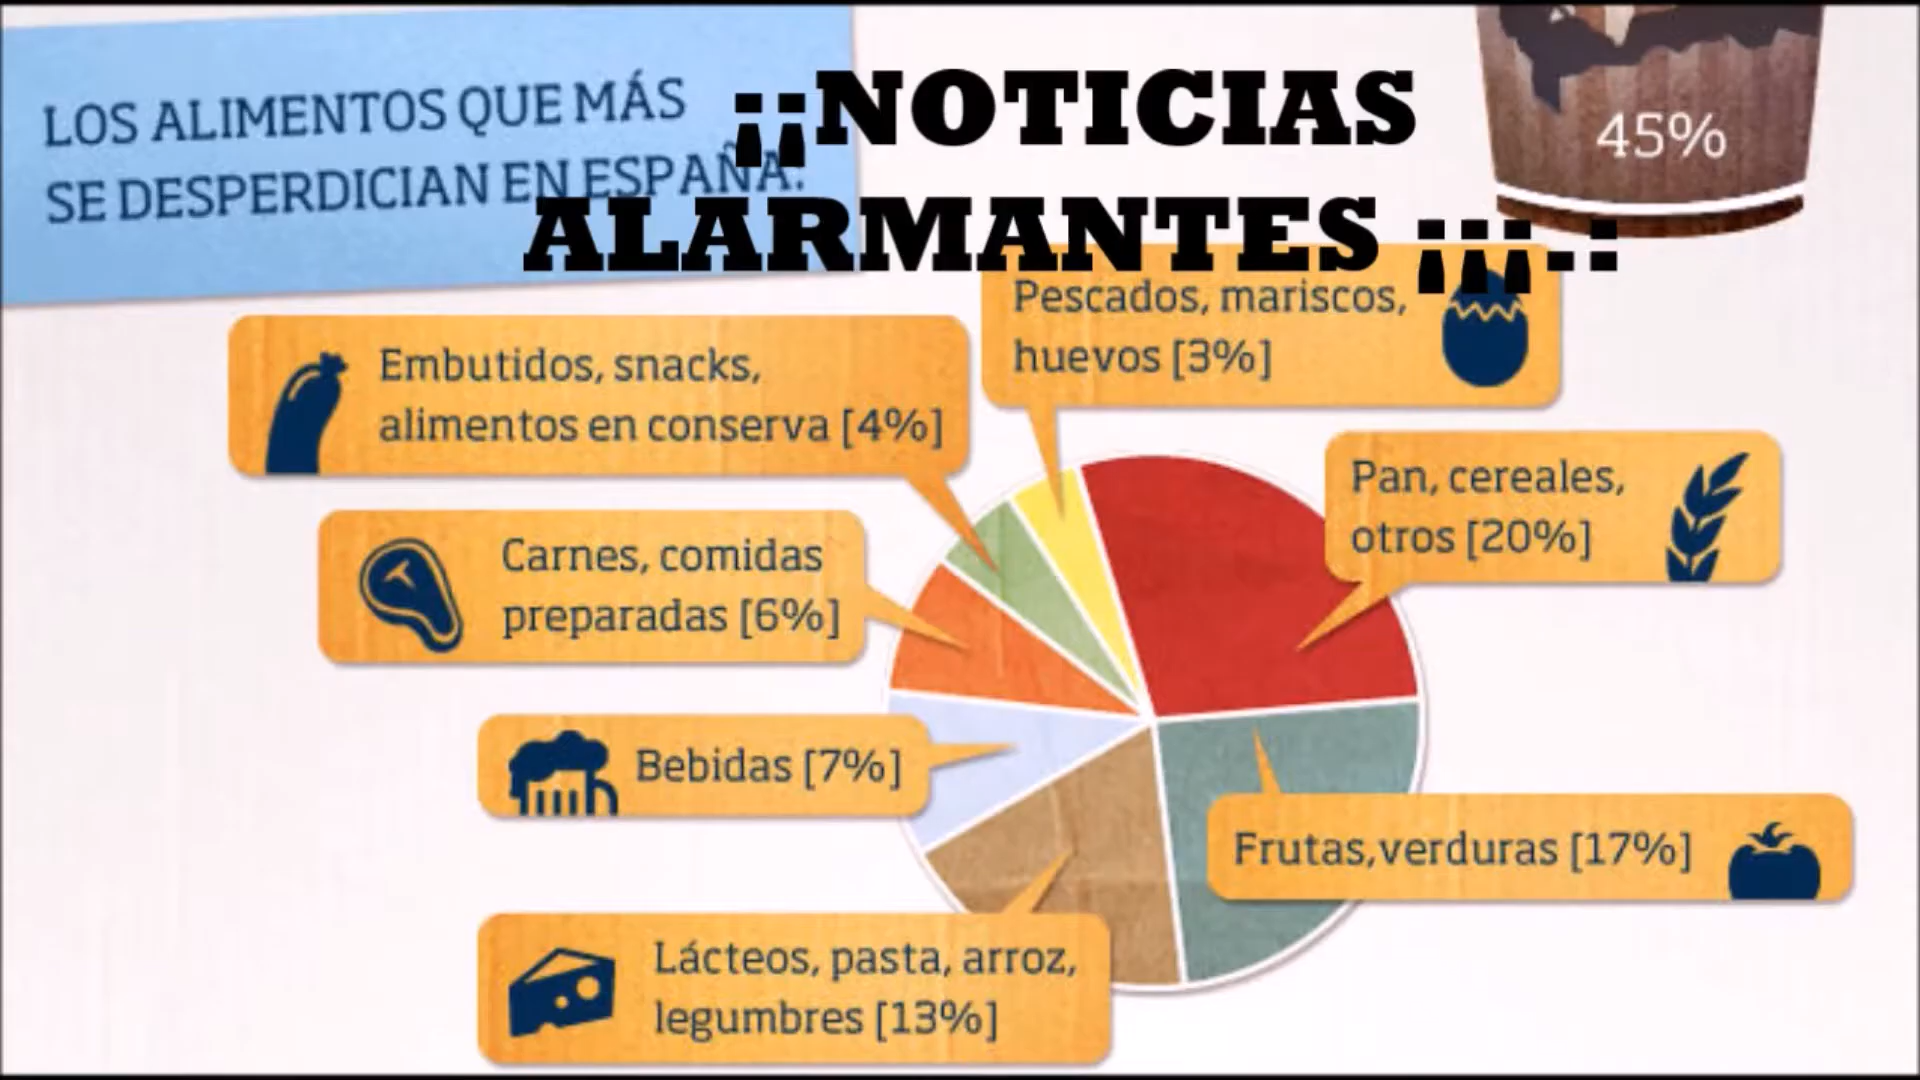 LOS ALIMENTOS QUE MÁS
SE DESPERDICIAN EN ESPAÑA:
¡¡NOTICIAS
ALARMANTES ¡¡¡.:
45%
Pescados, mariscos,
huevos [3%]
Embutidos, snacks,
alimentos en conserva [4%]
Pan, cereales,
otros [20%]
Carnes, comidas
preparadas [6%]
Bebidas [7%]
Frutas,verduras [17%]
Lácteos, pasta, arroz,
legumbres [13%]